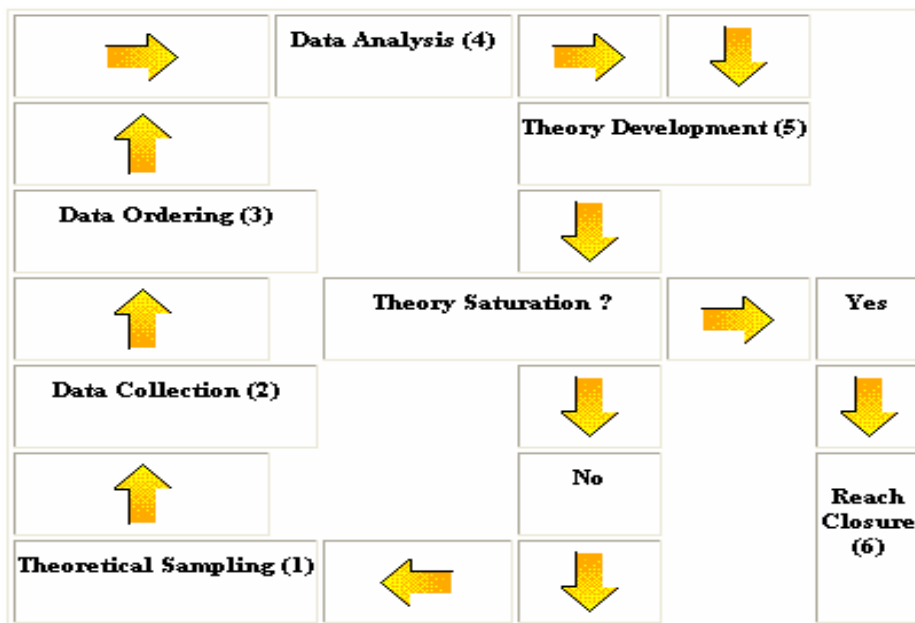 Data Analysis (4)
Theory Development (5)
Data Ordering (3)
Theory Saturation ?
Yes
Data Collection (2)
No
Reach
Closure
(6)
Theoretical Sampling (1)